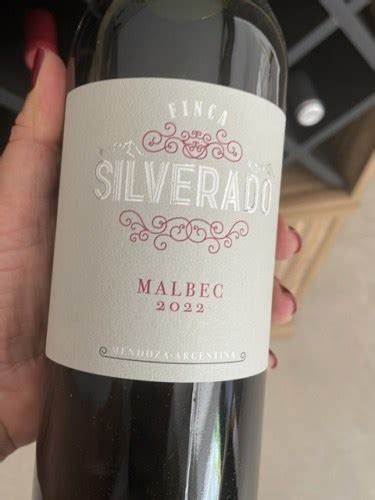 FINCA
SILVERADO
MALBEC
2022
MENDOZA-ARGENTINA